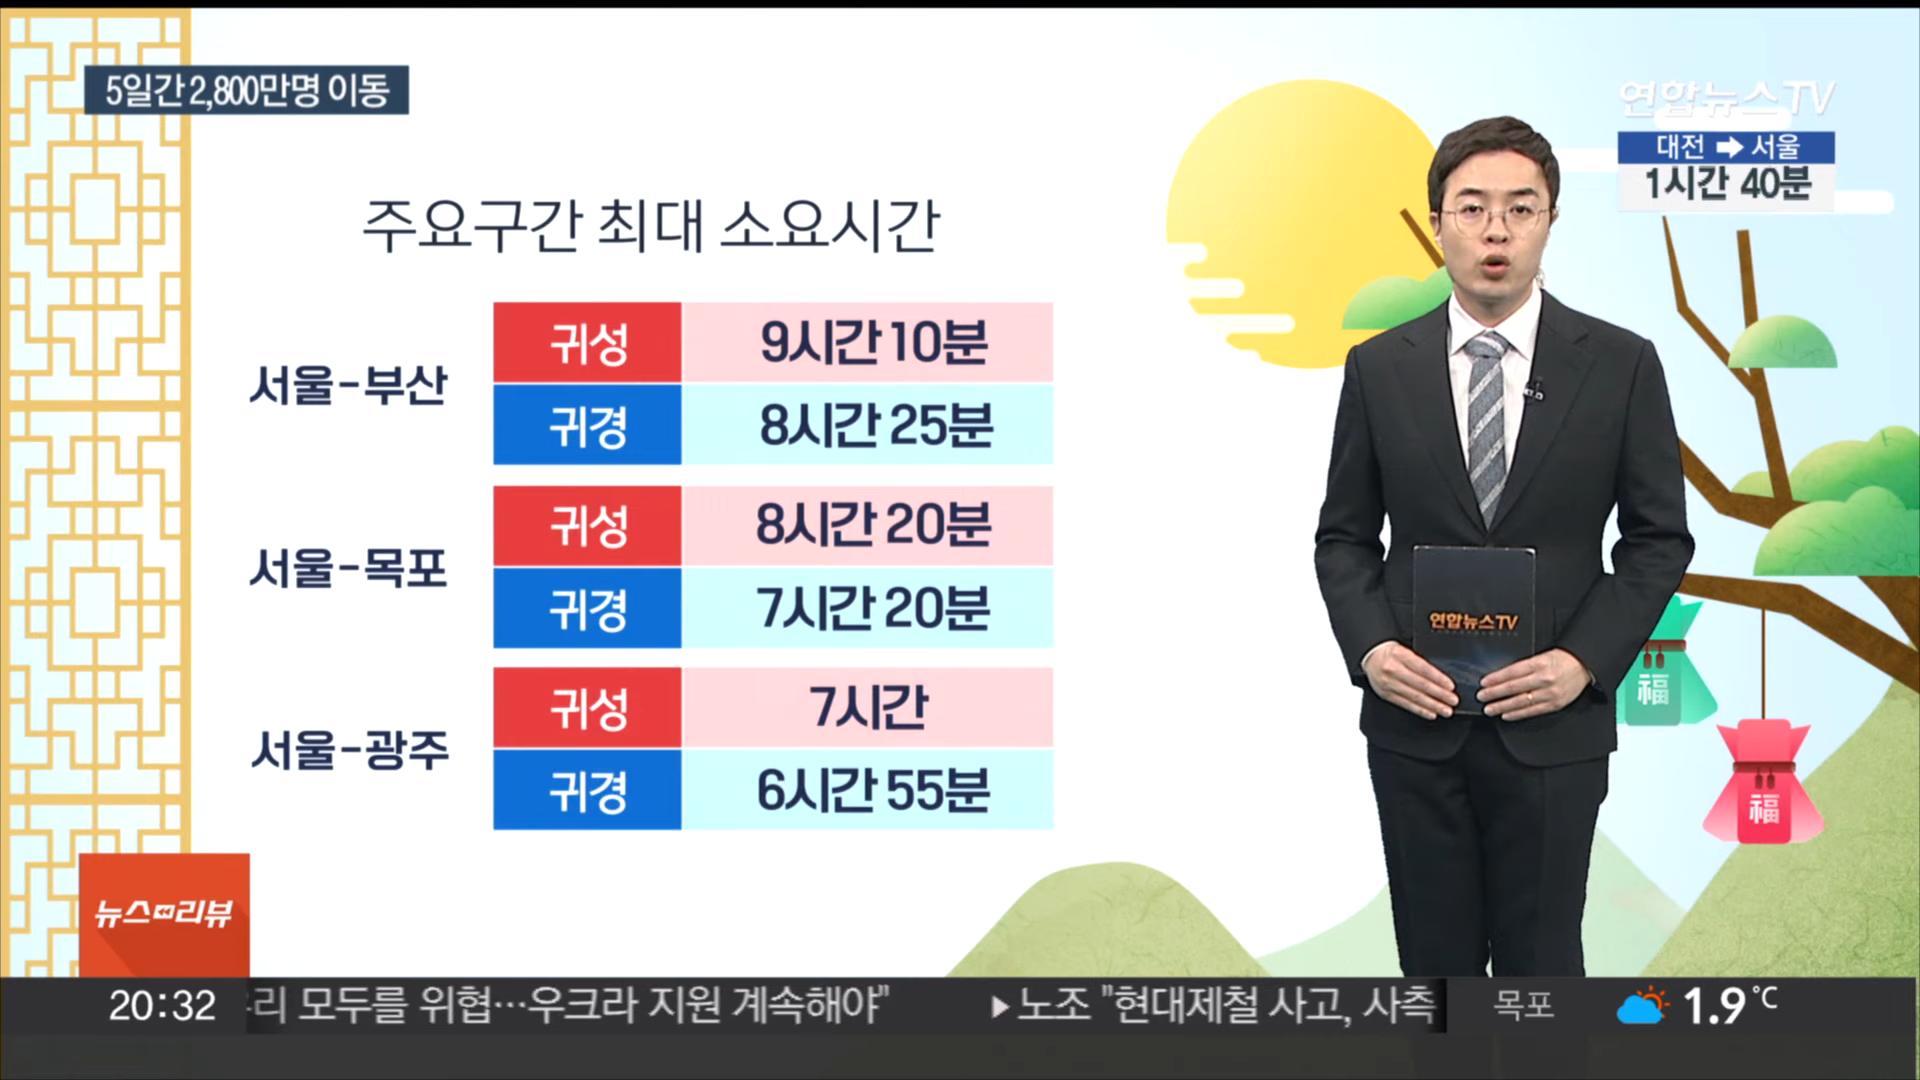 5일간 2,800만명 이동
연합뉴스TV
대전 ➡ 서울
1시간 40분
주요구간 최대 소요시간
서울-부산
귀성 9시간 10분
귀경 8시간 25분
서울-목포
귀성 8시간 20분
귀경 7시간 20분
서울-광주
귀성 7시간
귀경 6시간 55분
연합뉴스TV
福
福
뉴스리뷰
20:32 모두를 위협…우크라 지원 계속해야" ▶노조 "현대제철 사고, 사측 목포 1.9℃